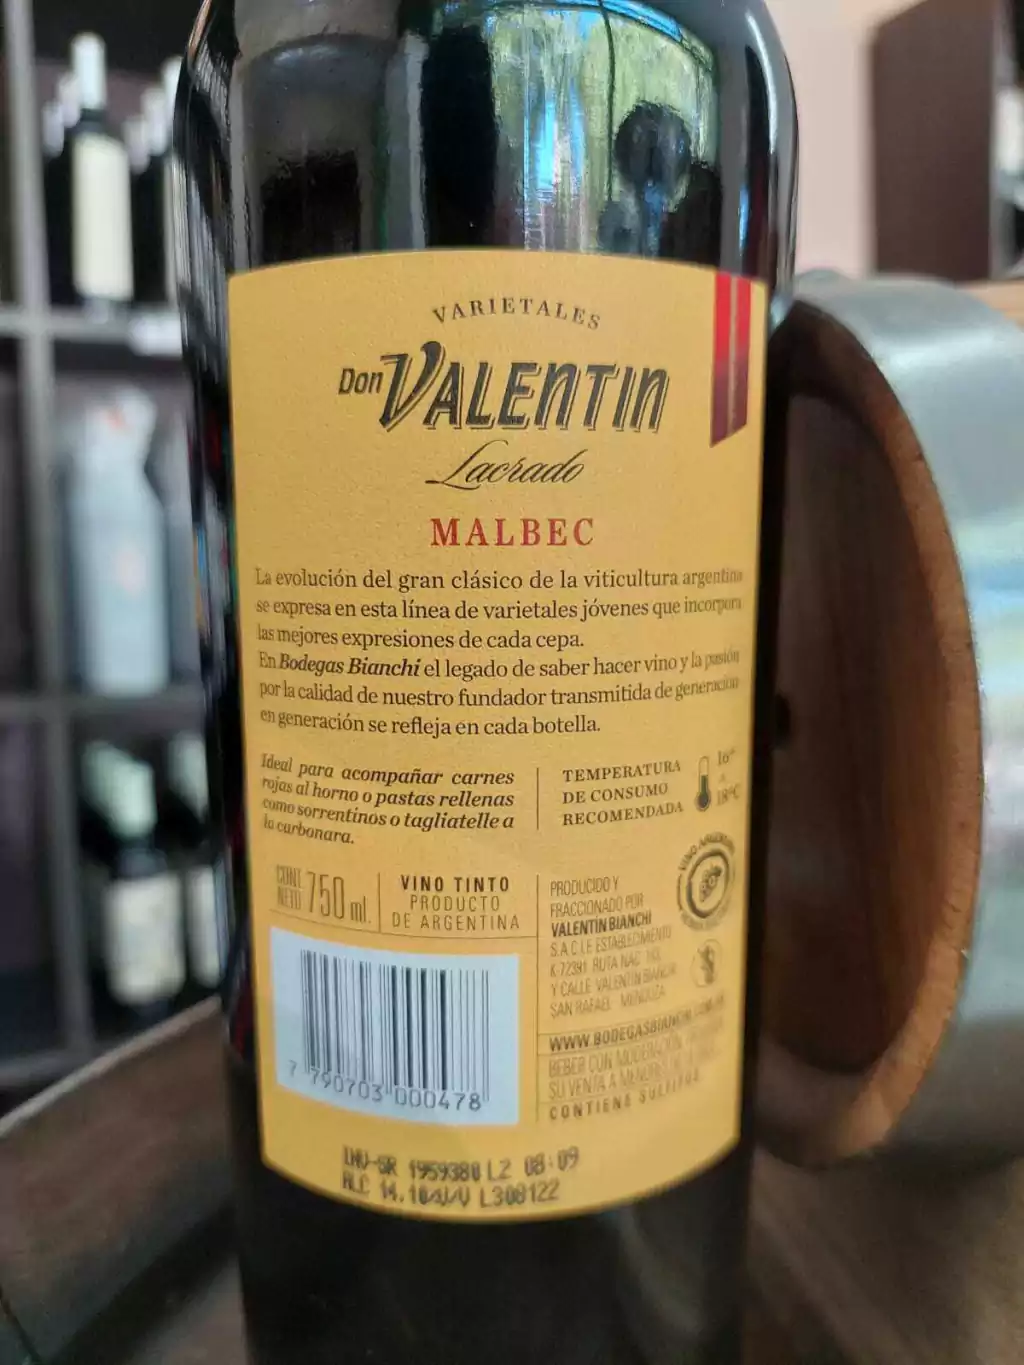 VARIETALES
Don VALENTIN
Lacrado
MALBEC
La evolución del gran clásico de la viticultura argentina
se expresa en esta línea de varietales jóvenes que incorpora
las mejores expresiones de cada cepa.
En Bodegas Bianchi el legado de saber hacer vino y la pasión
por la calidad de nuestro fundador transmitida de generación
en generación se refleja en cada botella.
Ideal para acompañar carnes
rojas al horno o pastas rellenas
como sorrentinos o tagliatelle a
la carbonara.
TEMPERATURA
DE CONSUMO
RECOMENDADA
16°
a
18°C
CONT.
NETO 750 ml.
VINO TINTO
PRODUCTO
DE ARGENTINA
PRODUCIDO Y
FRACCIONADO POR
VALENTÍN BIANCHI
S.A.C.I.F. ESTABLECIMIENTO
K-72391 RUTA NAC.
Y CALLE VALENTIN BIANCHI
SAN RAFAEL MENDOZA
VINO ARGENTINO
WWW.BODEGASBIANCHI.COM.AR
BEBER CON MODERACIÓN
SU VENTA A MENORES DE
CONTIENE SULFITOS
7 790703 000478
INV-SR 1959380 L2 08:09
ALC 14.1%V/V L308122